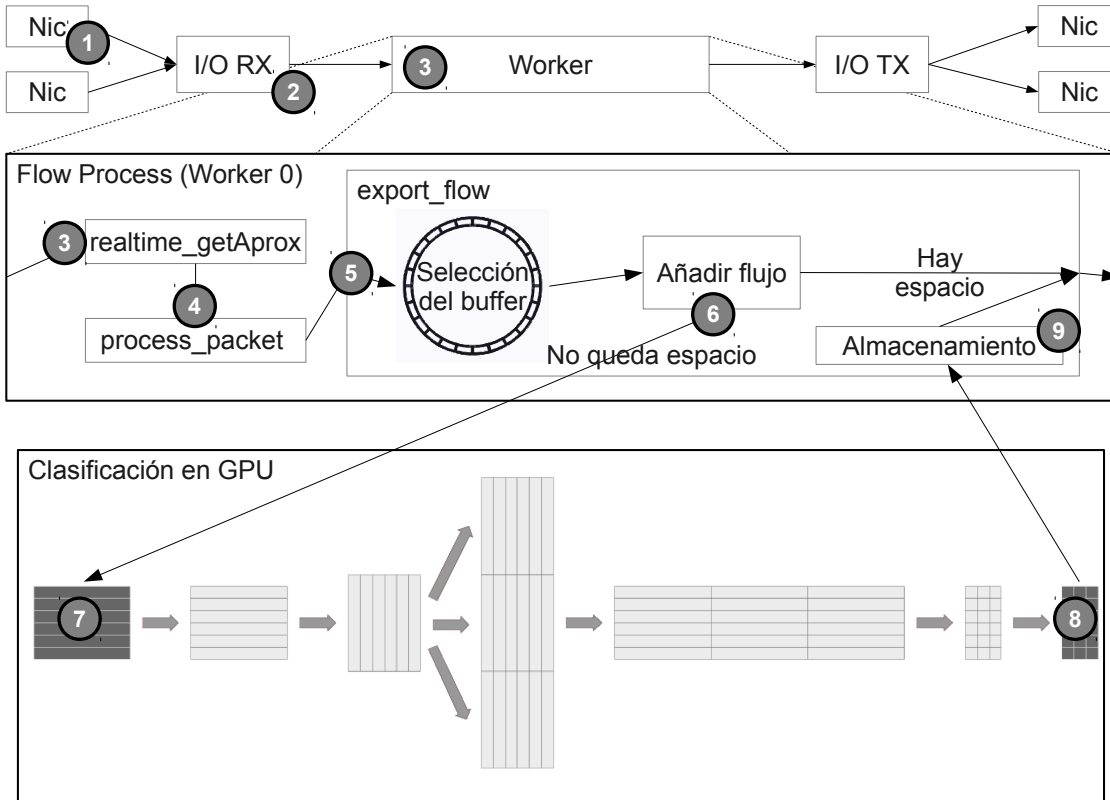 Nic
1
Nic
I/O RX
2
3
Worker
I/O TX
Nic
Nic
Flow Process (Worker 0)
3
realtime_getAprox
4
process_packet
export_flow
5
Selección
del buffer
Añadir flujo
6
No queda espacio
Hay
espacio
9
Almacenamiento
Clasificación en GPU
7
8